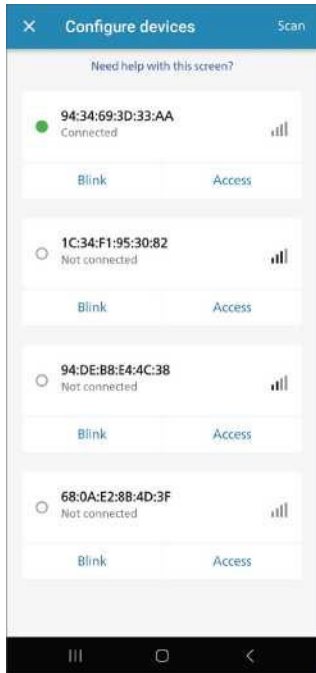 Configure devices
Scan
Need help with this screen?
94:34:69:3D:33:AA
Connected
Blink
Access
1C:34:F1:95:30:82
Not connected
Blink
Access
94:DE:B8:E4:4C:38
Not connected
Blink
Access
68:0A:E2:8B:4D:3F
Not connected
Blink
Access